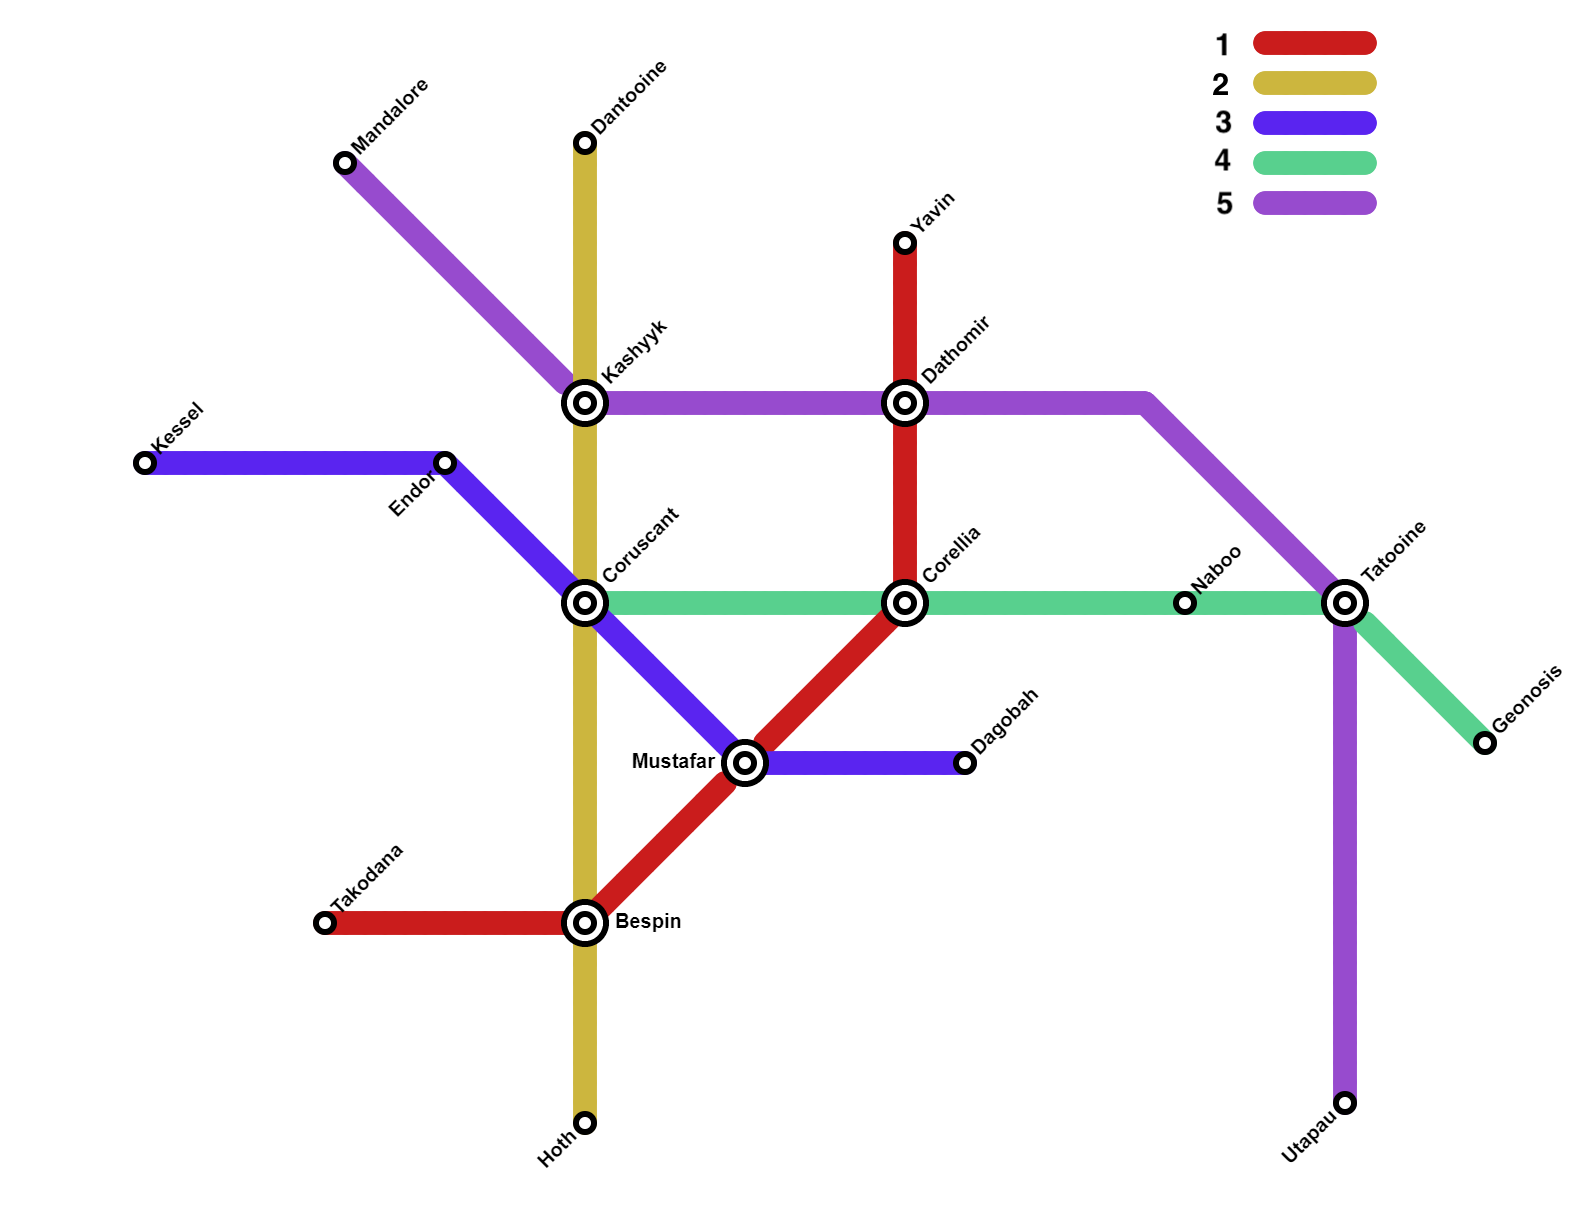 1
2
3
4
5
Mandalore
Dantooine
Yavin
Kashyyk
Dathomir
Kessel
Endor
Coruscant
Corellia
Naboo
Tatooine
Mustafar
Dagobah
Geonosis
Takodana
Bespin
Hoth
Utapau